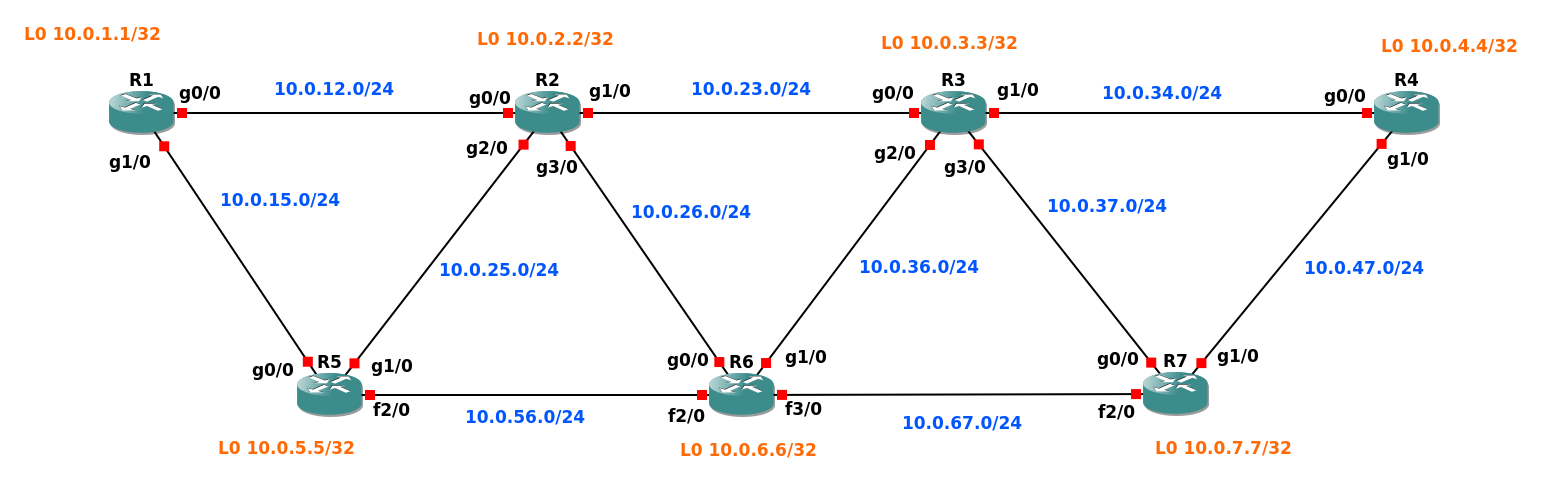 L0 10.0.1.1/32
L0 10.0.2.2/32
L0 10.0.3.3/32
L0 10.0.4.4/32
R1
R2
R3
R4
g0/0
10.0.12.0/24
g0/0
g1/0
10.0.23.0/24
g0/0
g1/0
10.0.34.0/24
g0/0
g1/0
g2/0
g3/0
g2/0
g3/0
g1/0
10.0.15.0/24
10.0.26.0/24
10.0.37.0/24
10.0.25.0/24
10.0.36.0/24
10.0.47.0/24
g0/0
R5
g1/0
g0/0
R6
g1/0
g0/0
R7
g1/0
f2/0
10.0.56.0/24
f2/0
f3/0
10.0.67.0/24
f2/0
L0 10.0.5.5/32
L0 10.0.6.6/32
L0 10.0.7.7/32